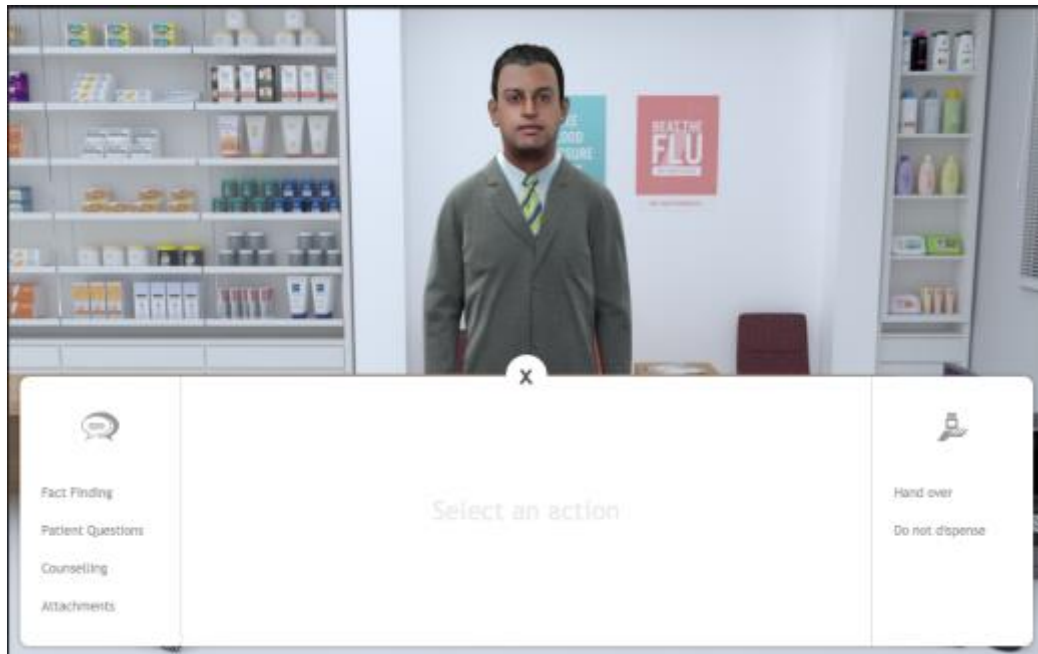 BEAT THE
FLU
X
Fact Finding
Patient Questions
Counselling
Attachments
Select an action
Hand over
Do not dispense